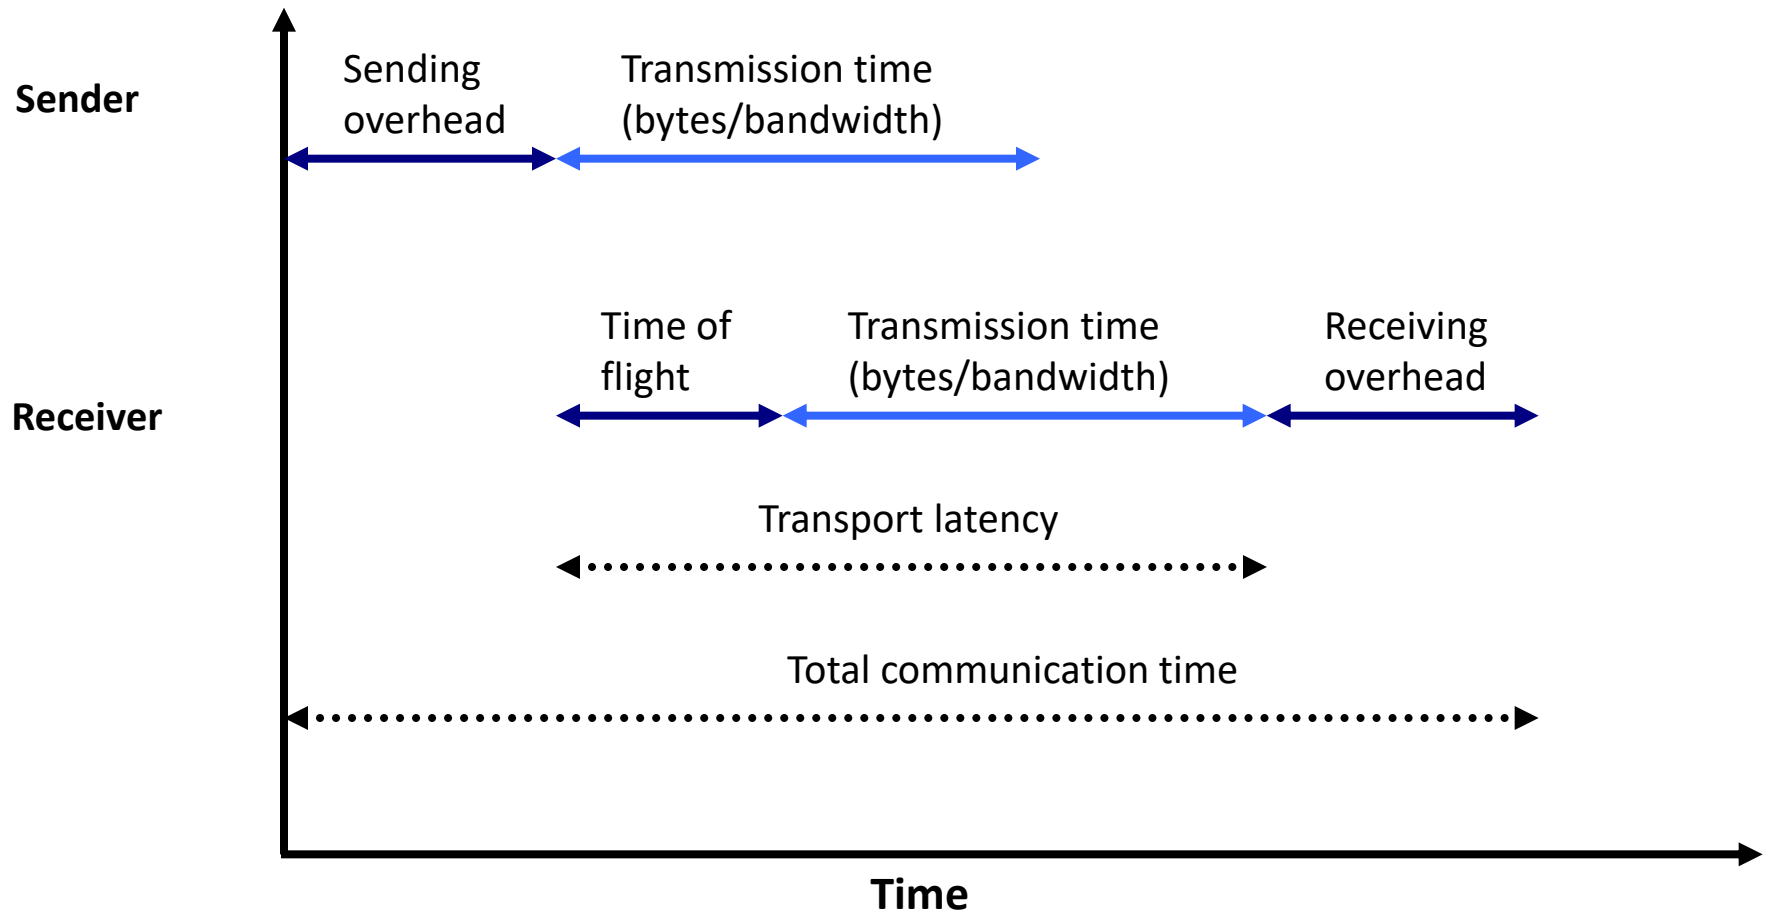 Sender
Sending
overhead
Transmission time
(bytes/bandwidth)
Receiver
Time of
flight
Transmission time
(bytes/bandwidth)
Receiving
overhead
Transport latency
Total communication time
Time